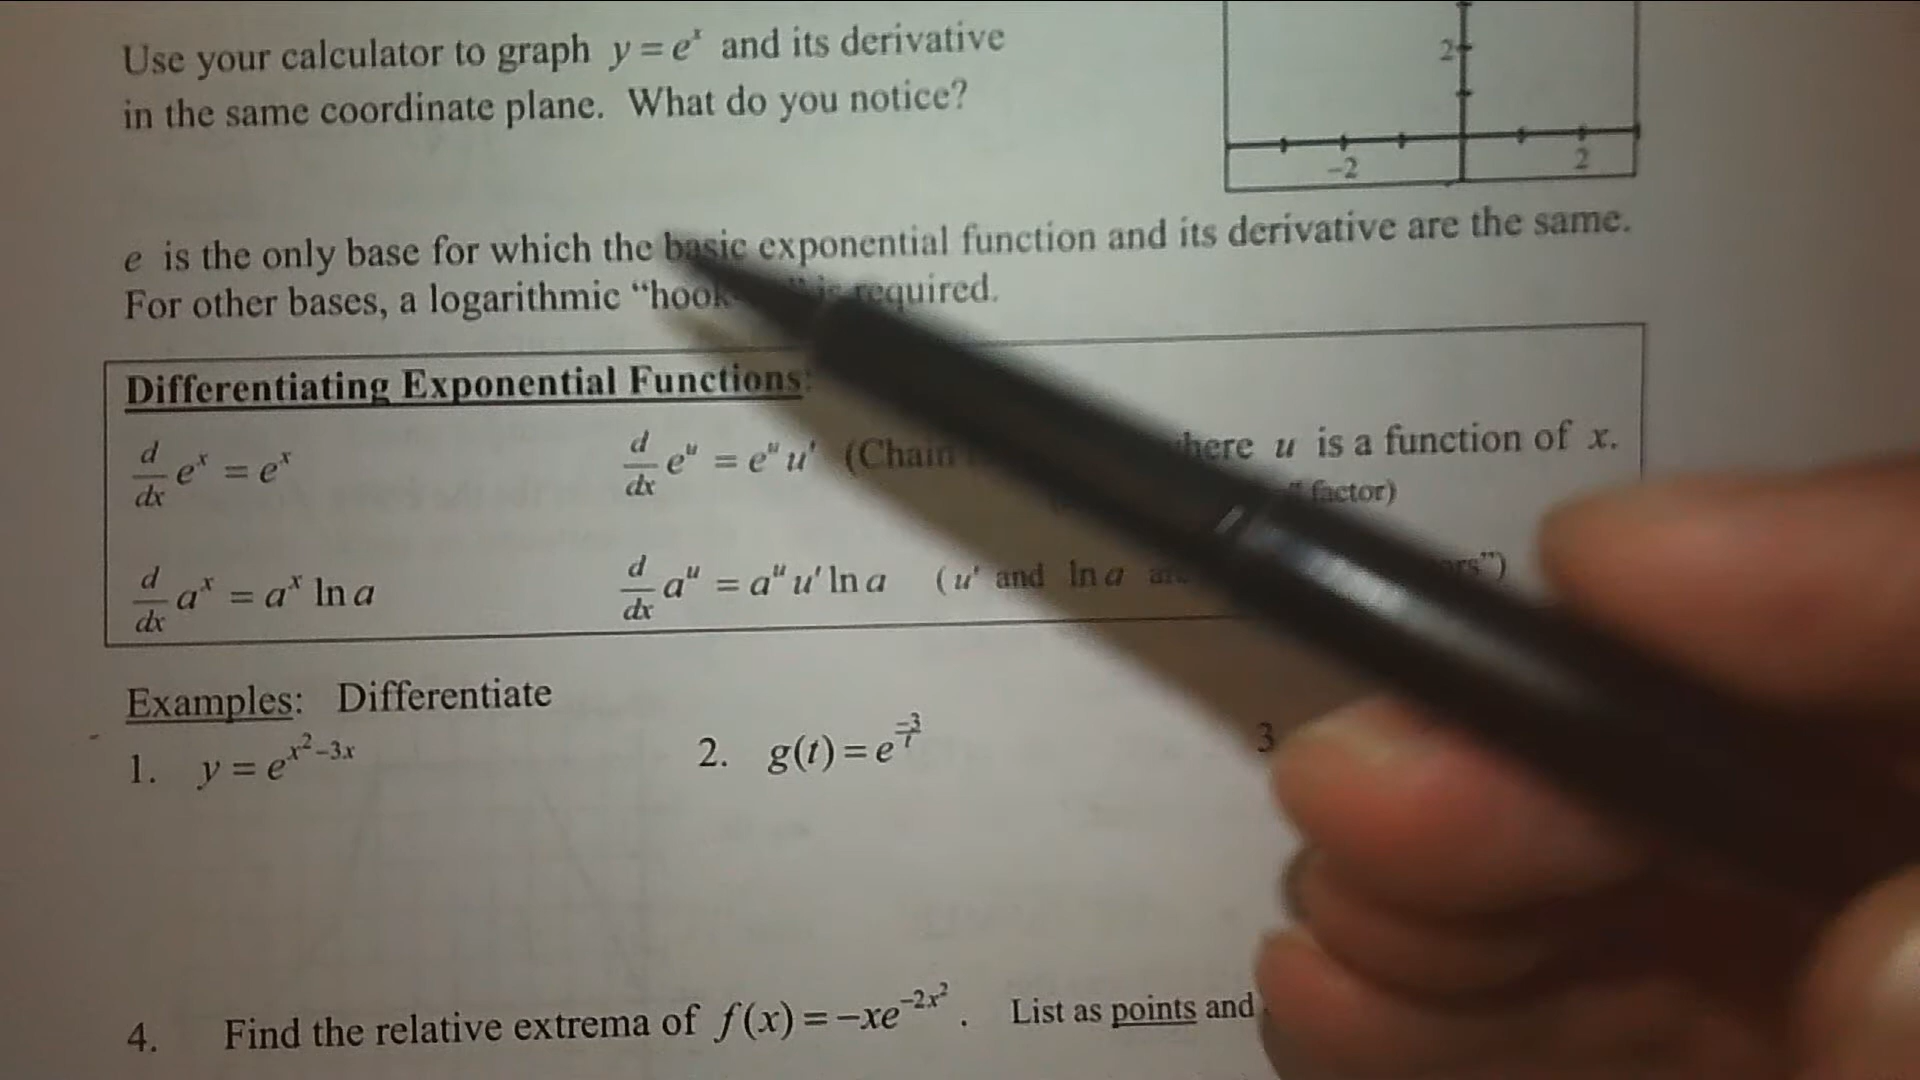 Use your calculator to graph y = e^x and its derivative
in the same coordinate plane. What do you notice?
2
-2 2
e is the only base for which the basic exponential function and its derivative are the same.
For other bases, a logarithmic "hook required.
Differentiating Exponential Functions:
d/dx e^x = e^x d/dx e^u = e^u u' (Chain here u is a function of x.
factor)
d/dx a^x = a^x ln a d/dx a^u = a^u u' ln a (u' and ln a
Examples: Differentiate
1. y = e^{x^2-3x} 2. g(t) = e^{-3/t} 3
4. Find the relative extrema of f(x) = -xe^{-2x^2}. List as points and